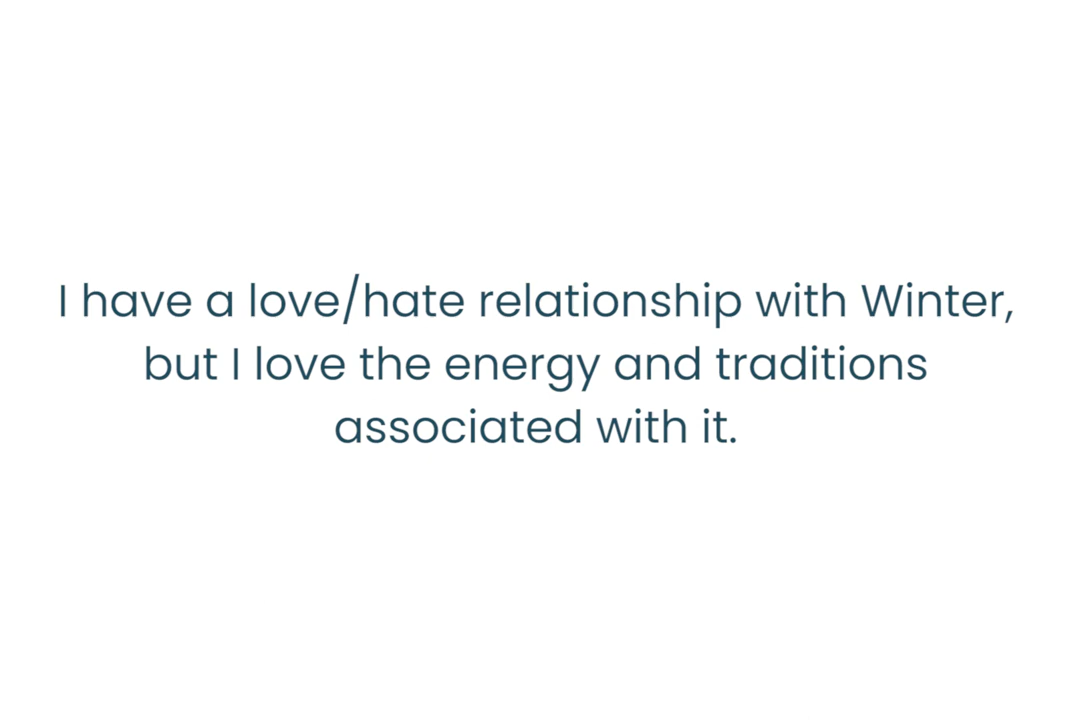 I have a love/hate relationship with Winter,
but I love the energy and traditions
associated with it.